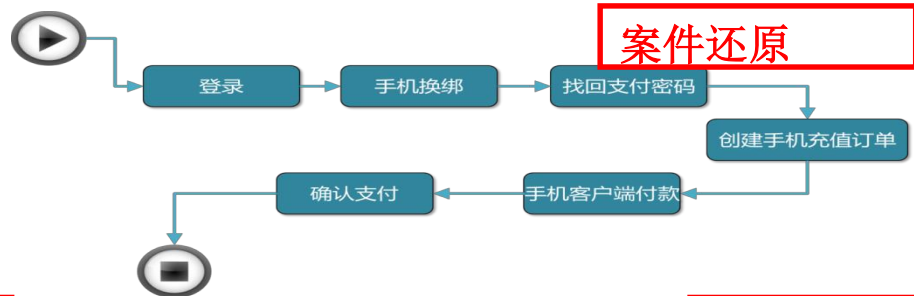 案件还原
登录
手机换绑
找回支付密码
创建手机充值订单
手机客户端付款
确认支付